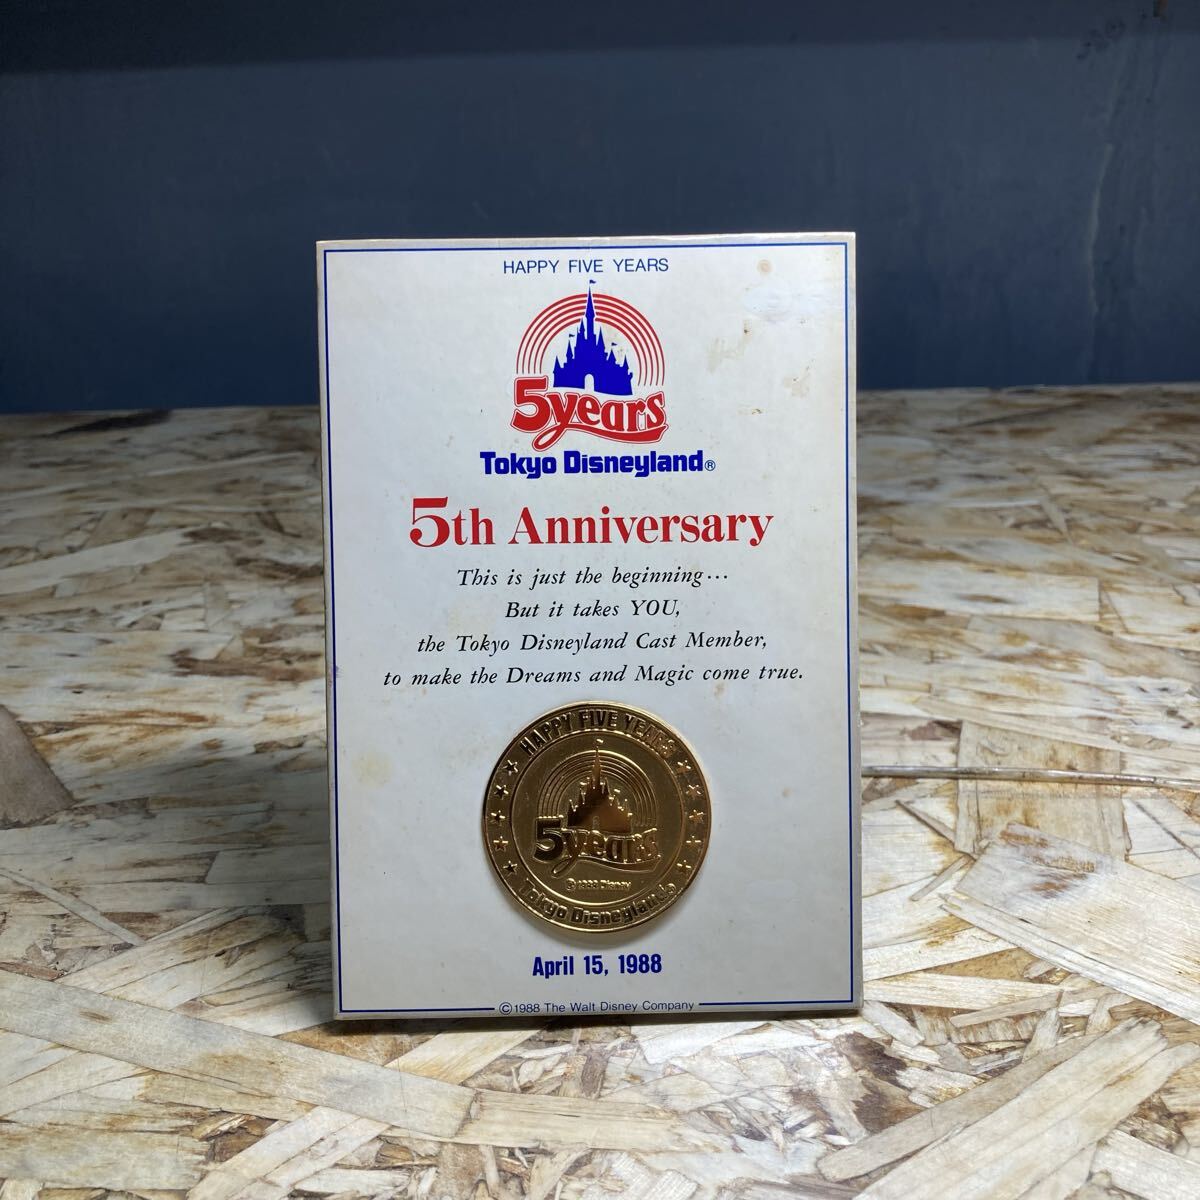 HAPPY FIVE YEARS
5years
Tokyo Disneyland®
5th Anniversary
This is just the beginning…
But it takes YOU,
the Tokyo Disneyland Cast Member,
to make the Dreams and Magic come true.
HAPPY FIVE YEARS
5years
© 1988 Disney
Tokyo Disneyland®
April 15, 1988
©1988 The Walt Disney Company